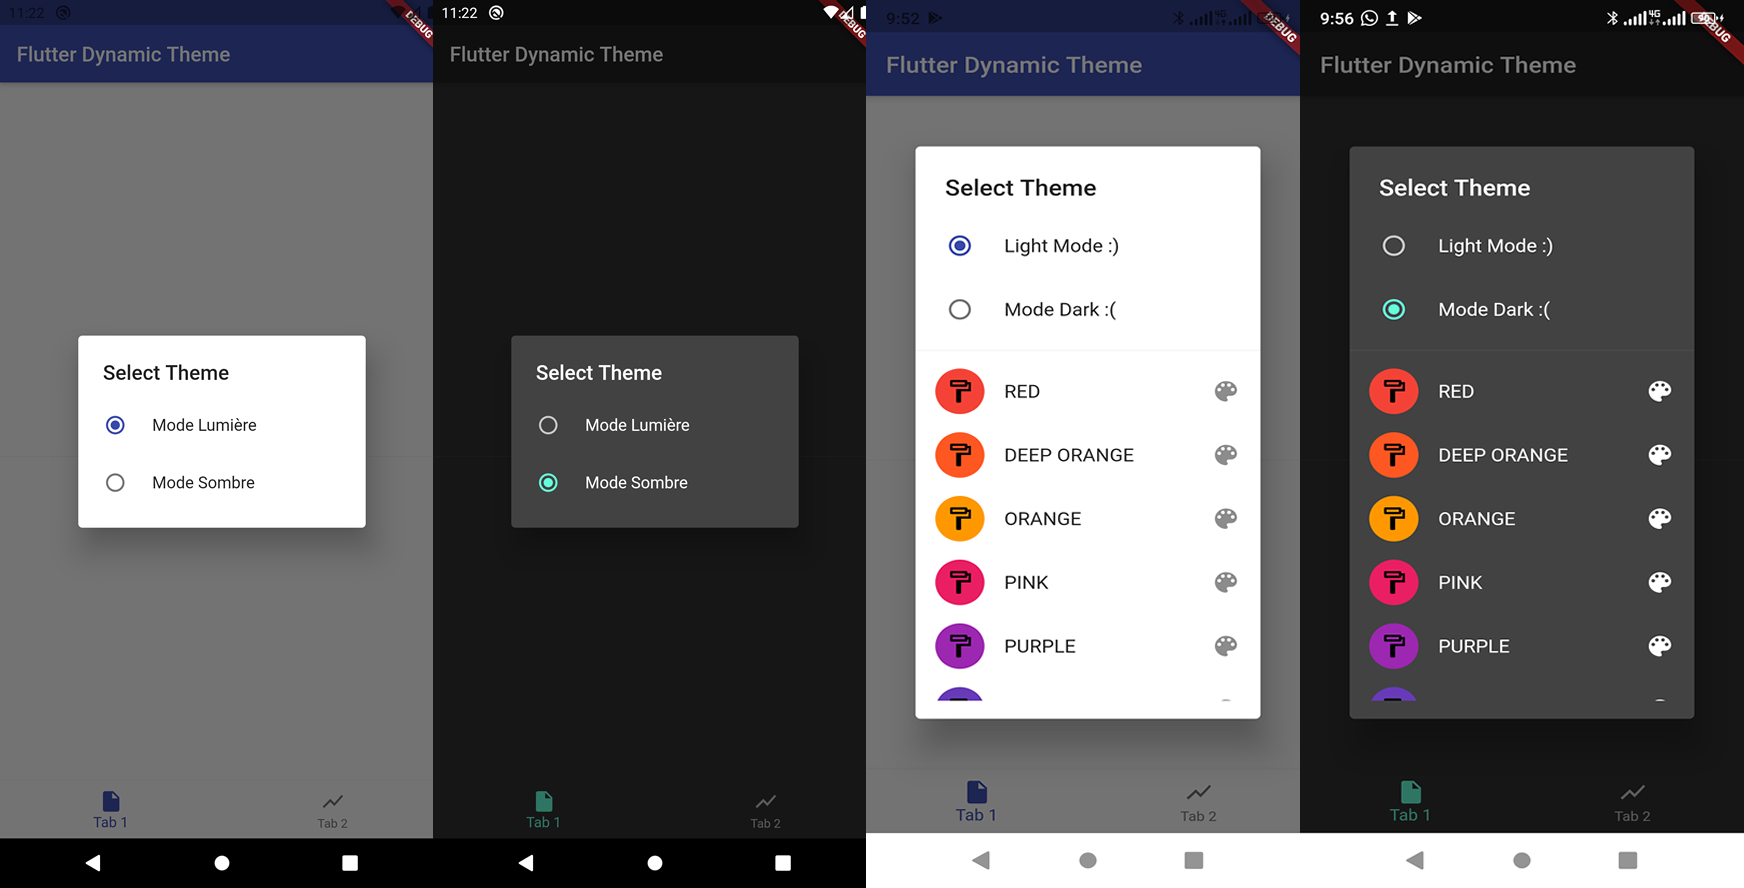 11:22
DEBUG
Flutter Dynamic Theme
Select Theme
Mode Lumière
Mode Sombre
Tab 1
Tab 2
11:22
DEBUG
Flutter Dynamic Theme
Select Theme
Mode Lumière
Mode Sombre
Tab 1
Tab 2
9:52
4G
DEBUG
Flutter Dynamic Theme
Select Theme
Light Mode :)
Mode Dark :(
RED
DEEP ORANGE
ORANGE
PINK
PURPLE
Tab 1
Tab 2
9:56
4G
DEBUG
Flutter Dynamic Theme
Select Theme
Light Mode :)
Mode Dark :(
RED
DEEP ORANGE
ORANGE
PINK
PURPLE
Tab 1
Tab 2